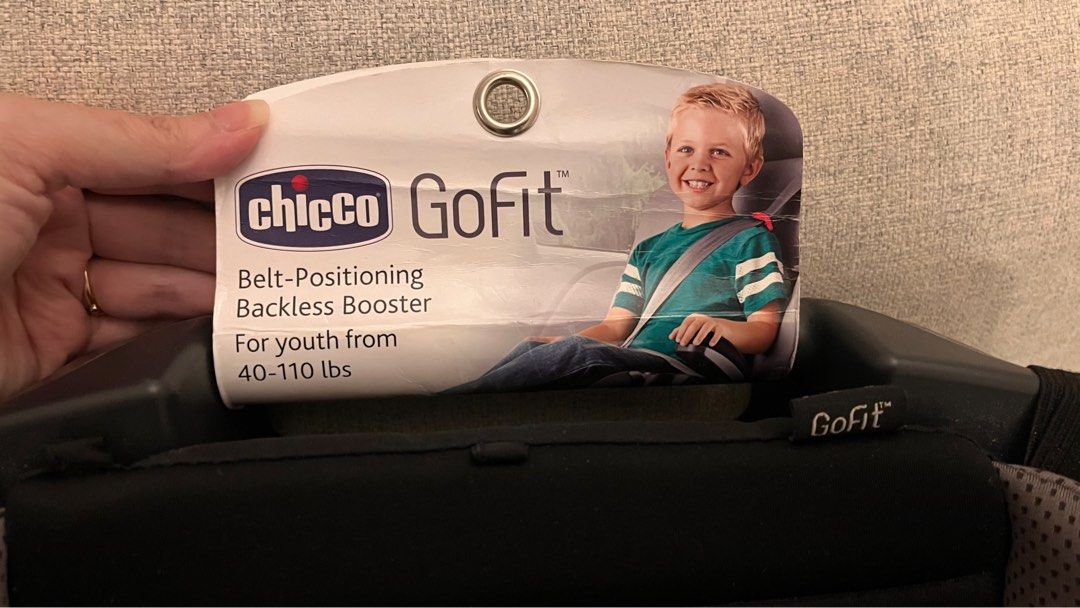 chicco GoFit™
Belt-Positioning
Backless Booster
For youth from
40-110 lbs
GoFit™